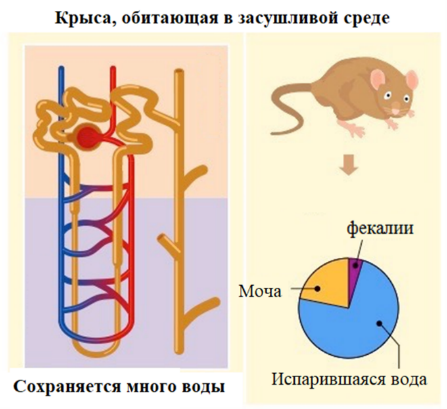 Крыса, обитающая в засушливой среде
фекалии
Моча
Испарившаяся вода
Сохраняется много воды